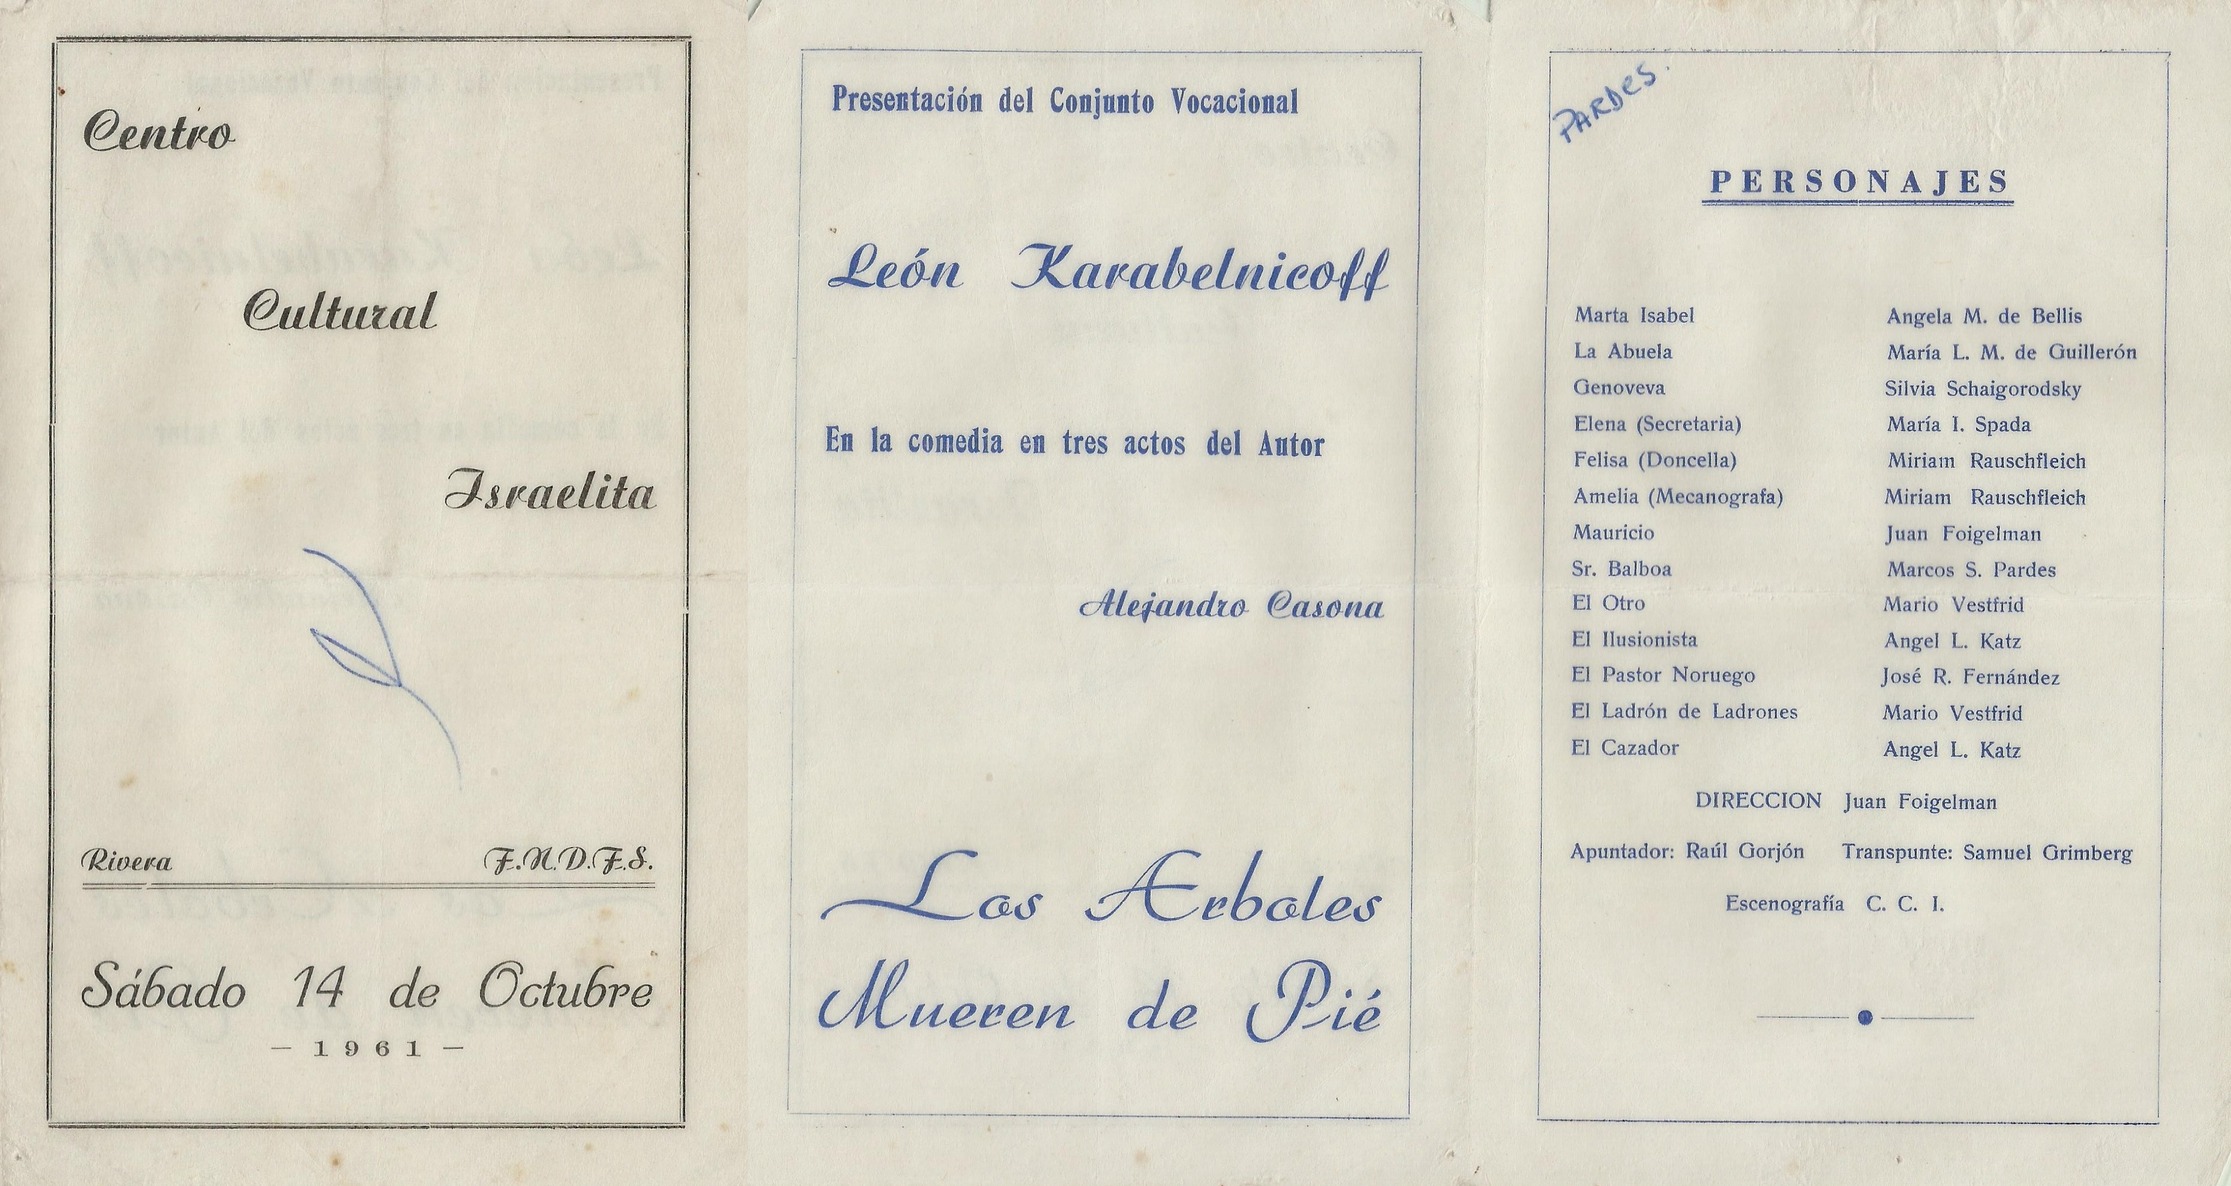 Centro
Cultural
Israelita
Rivera F.N.D.F.S.
Sábado 14 de Octubre
- 1961 -
Presentación del Conjunto Vocacional
León Karabelnicoff
En la comedia en tres actos del Autor
Alejandro Casona
Los Arboles
Mueren de Pié
PARDES.
PERSONAJES
Marta Isabel Angela M. de Bellis
La Abuela María L. M. de Guillerón
Genoveva Silvia Schaigorodsky
Elena (Secretaria) María I. Spada
Felisa (Doncella) Miriam Rauschfleich
Amelia (Mecanografa) Miriam Rauschfleich
Mauricio Juan Foigelman
Sr. Balboa Marcos S. Pardes
El Otro Mario Vestfrid
El Ilusionista Angel L. Katz
El Pastor Noruego José R. Fernández
El Ladrón de Ladrones Mario Vestfrid
El Cazador Angel L. Katz
DIRECCION Juan Foigelman
Apuntador: Raúl Gorjón Transpunte: Samuel Grimberg
Escenografía C. C. I.